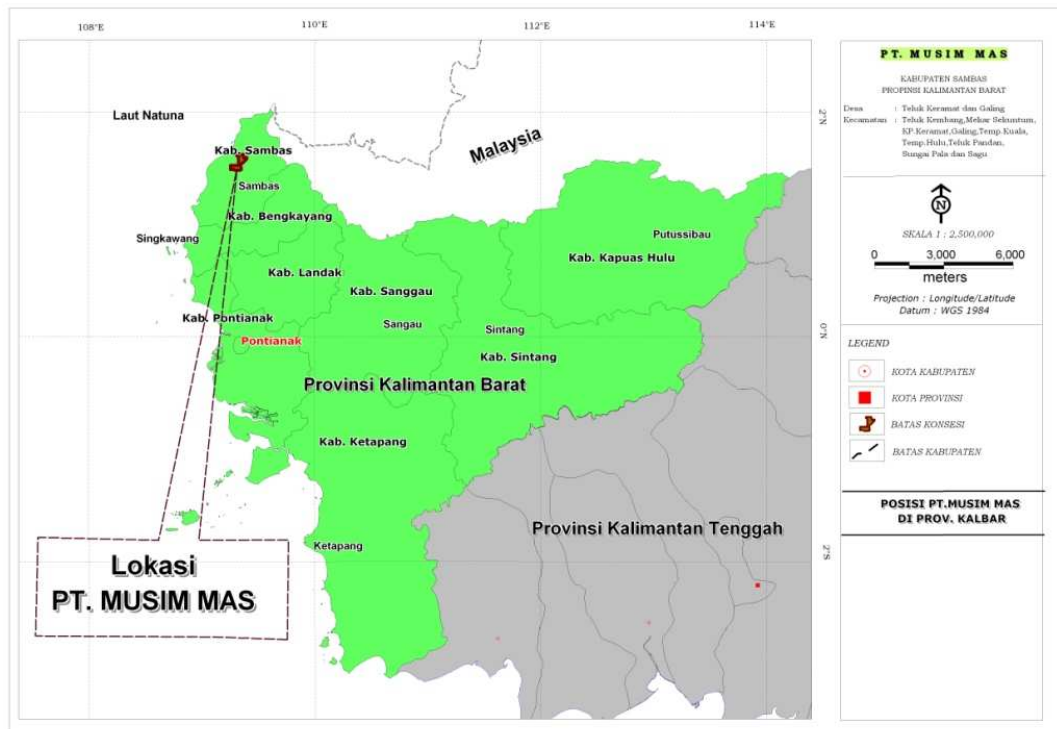 108°E
110°E
112°E
114°E
2°N
0°N
2°S
Laut Natuna
Malaysia
Kab. Sambas
Sambas
Kab. Bengkayang
Singkawang
Putussibau
Kab. Kapuas Hulu
Kab. Landak
Kab. Sanggau
Kab. Pontianak
Sangau
Sintang
Pontianak
Kab. Sintang
Provinsi Kalimantan Barat
Kab. Ketapang
Provinsi Kalimantan Tenggah
Ketapang
Lokasi
PT. MUSIM MAS
PT. MUSIM MAS
KABUPATEN SAMBAS
PROPINSI KALIMANTAN BARAT
Desa : Teluk Keramat dan Galing
Kecamatan : Teluk Kembang,Mekar Sekuntum,
KP.Keramat,Galing,Temp.Kuala,
Temp.Hulu,Teluk Pandan,
Sungai Pala dan Sagu
N
SKALA 1 : 2,500,000
0 3,000 6,000
meters
Projection : Longitude/Latitude
Datum : WGS 1984
LEGEND
KOTA KABUPATEN
KOTA PROVINSI
BATAS KONSESI
BATAS KABUPATEN
POSISI PT.MUSIM MAS
DI PROV. KALBAR